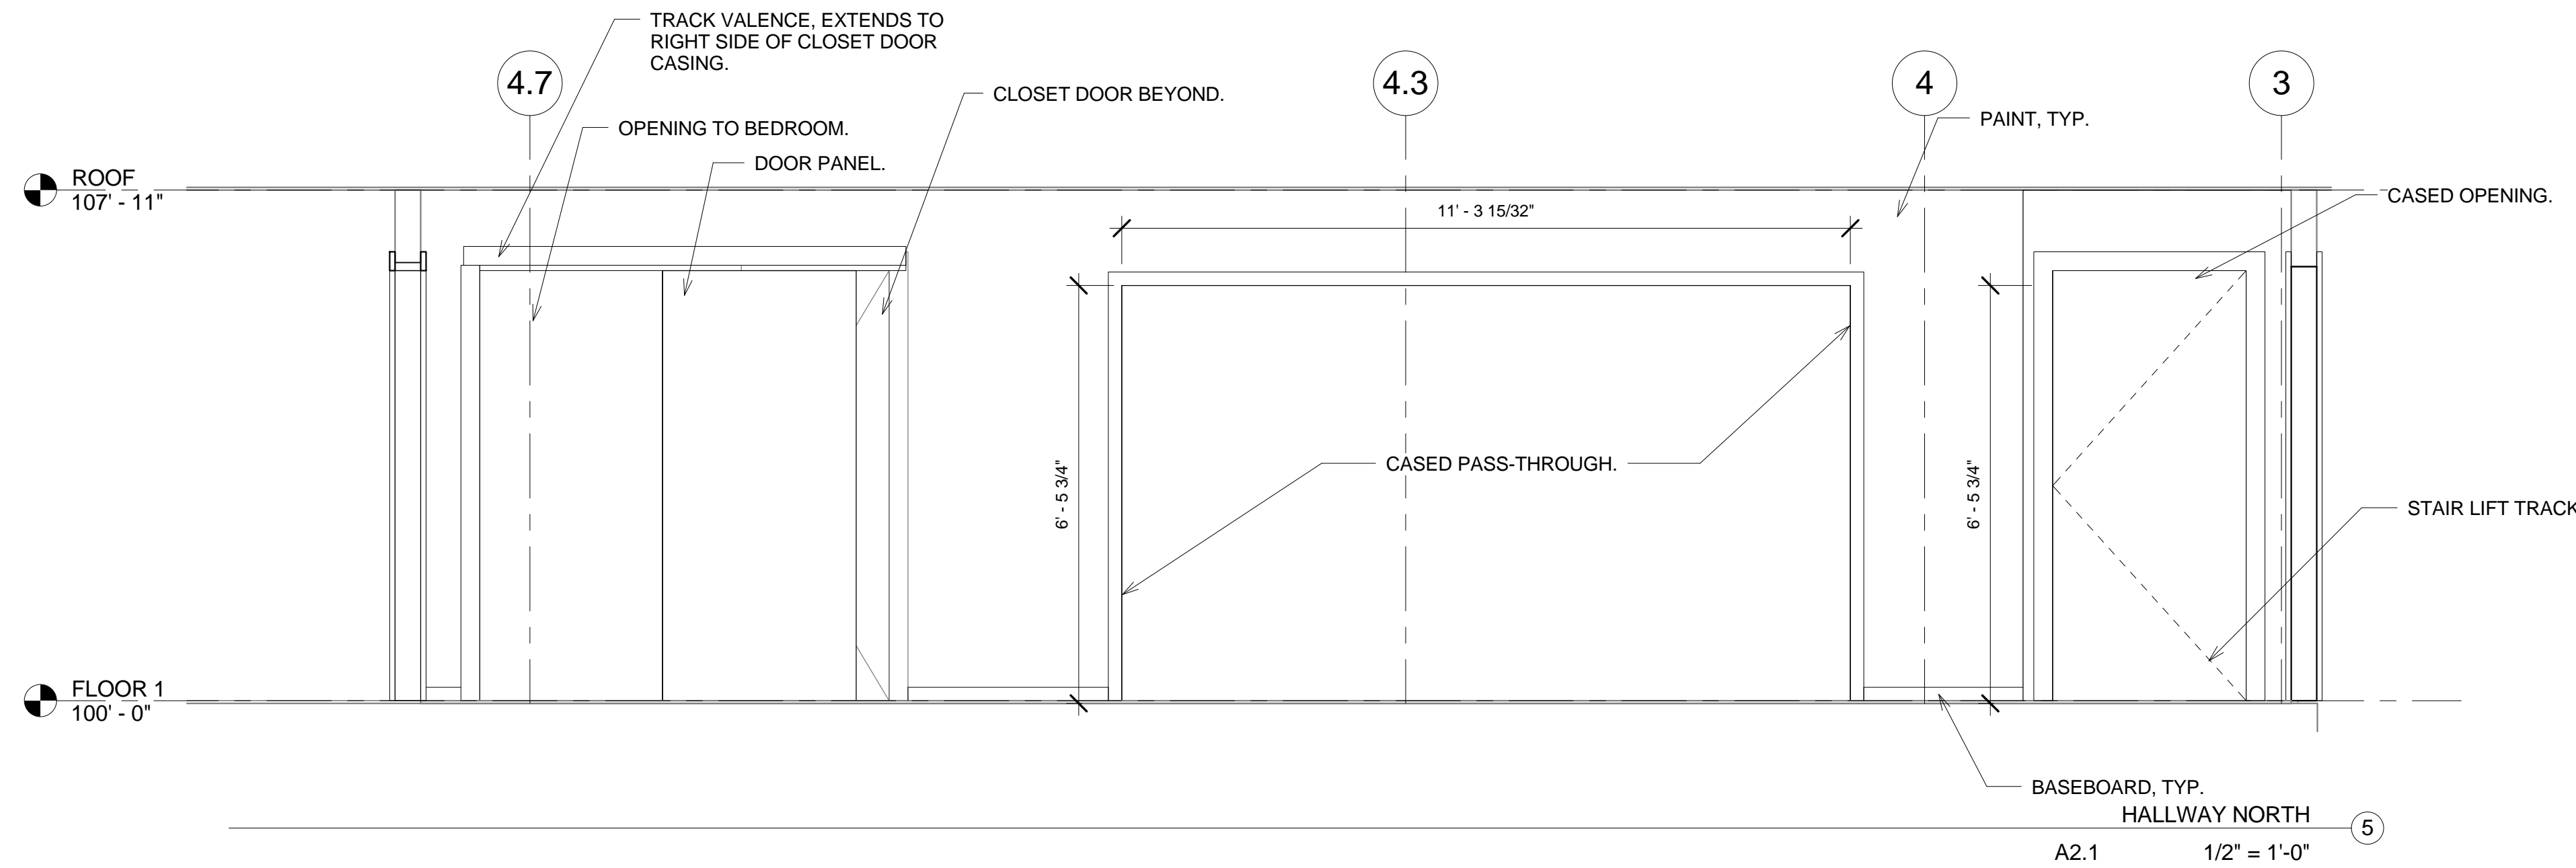 TRACK VALENCE, EXTENDS TO
RIGHT SIDE OF CLOSET DOOR
CASING.
4.7
4.3
4
3
CLOSET DOOR BEYOND.
OPENING TO BEDROOM.
PAINT, TYP.
DOOR PANEL.
ROOF
107' - 11"
CASED OPENING.
11' - 3 15/32"
6' - 5 3/4"
CASED PASS-THROUGH.
6' - 5 3/4"
STAIR LIFT TRACK
FLOOR 1
100' - 0"
BASEBOARD, TYP.
HALLWAY NORTH
5
A2.1
1/2" = 1'-0"